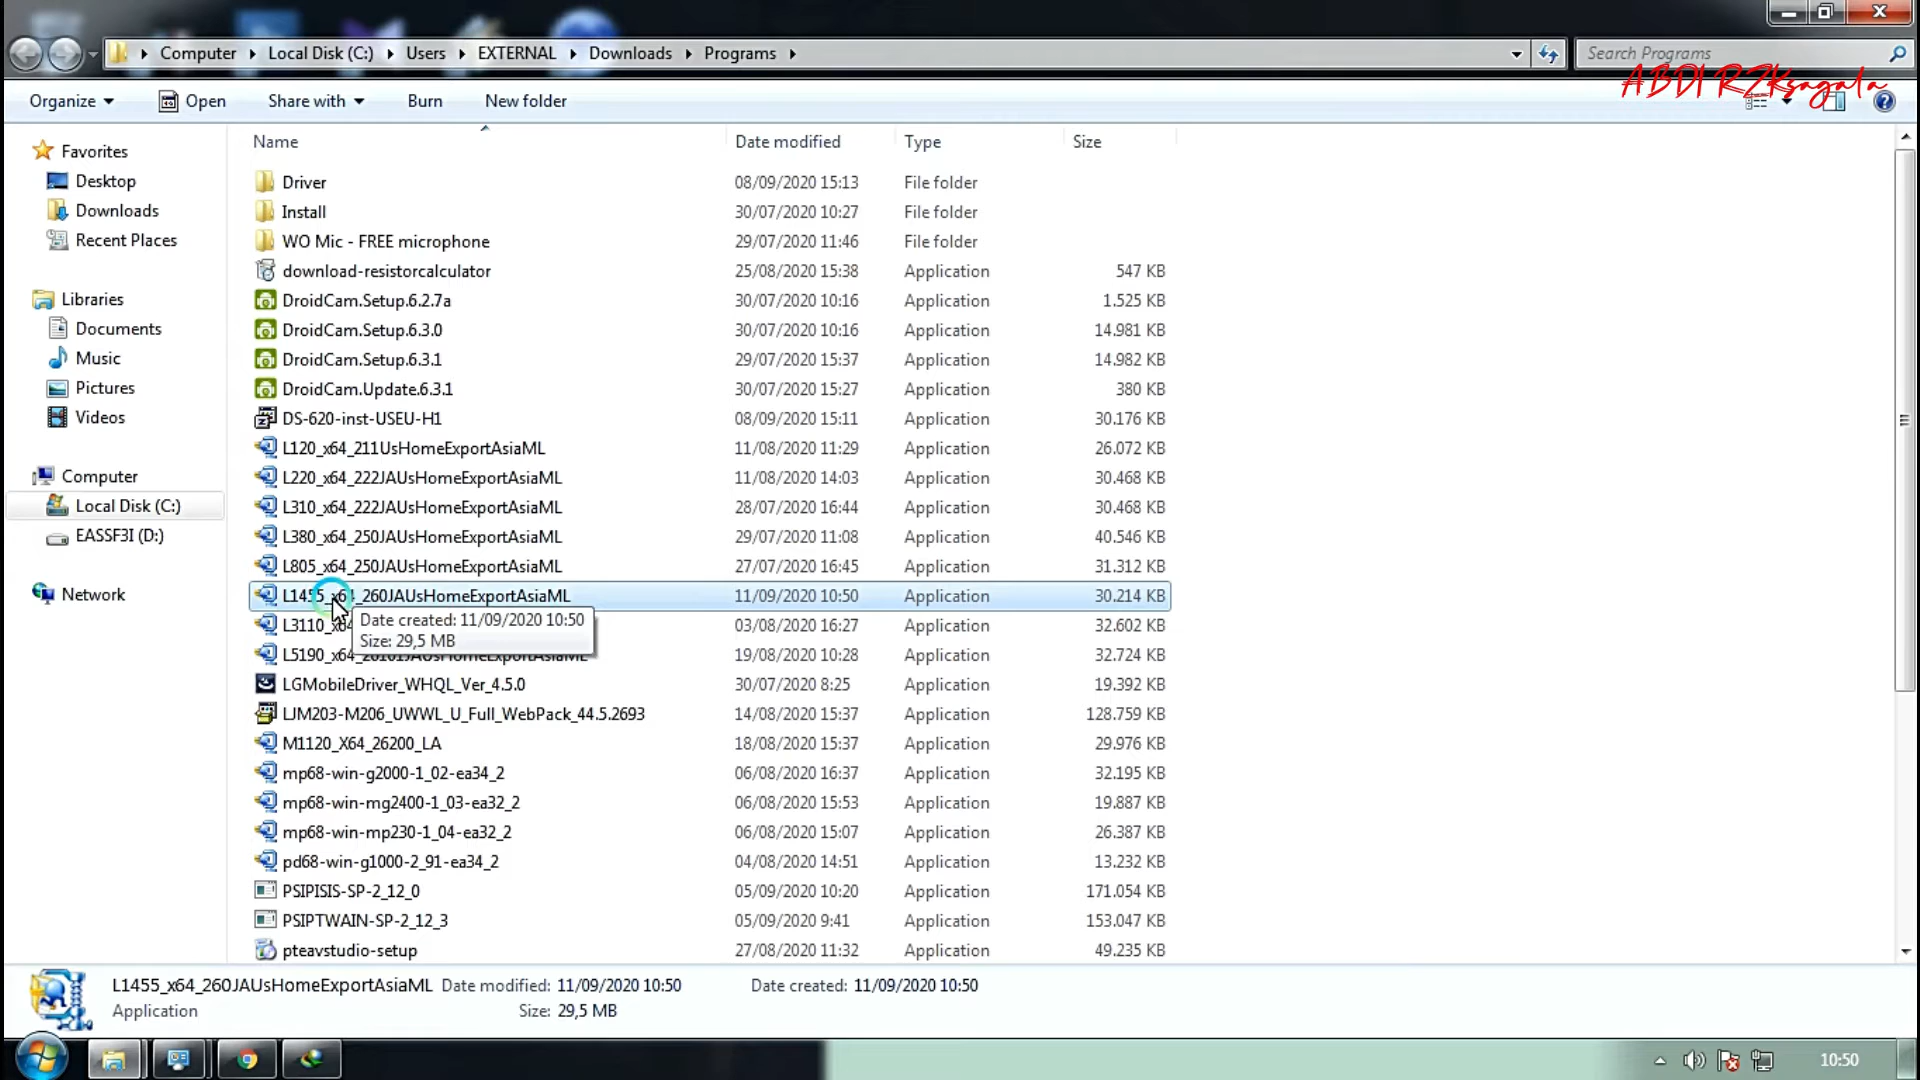 Computer Local Disk (C:) Users EXTERNAL Downloads Programs
Search Programs
ABDI RZKsagala
Organize Open Share with Burn New folder
Name Date modified Type Size
Favorites
Desktop
Downloads
Recent Places
Libraries
Documents
Music
Pictures
Videos
Computer
Local Disk (C:)
EASSF3I (D:)
Network
Driver 08/09/2020 15:13 File folder
Install 30/07/2020 10:27 File folder
WO Mic - FREE microphone 29/07/2020 11:46 File folder
download-resistorcalculator 25/08/2020 15:38 Application 547 KB
DroidCam.Setup.6.2.7a 30/07/2020 10:16 Application 1.525 KB
DroidCam.Setup.6.3.0 30/07/2020 10:16 Application 14.981 KB
DroidCam.Setup.6.3.1 29/07/2020 15:37 Application 14.982 KB
DroidCam.Update.6.3.1 30/07/2020 15:27 Application 380 KB
DS-620-inst-USEU-H1 08/09/2020 15:11 Application 30.176 KB
L120_x64_211UsHomeExportAsiaML 11/08/2020 11:29 Application 26.072 KB
L220_x64_222JAUsHomeExportAsiaML 11/08/2020 14:03 Application 30.468 KB
L310_x64_222JAUsHomeExportAsiaML 28/07/2020 16:44 Application 30.468 KB
L380_x64_250JAUsHomeExportAsiaML 29/07/2020 11:08 Application 40.546 KB
L805_x64_250JAUsHomeExportAsiaML 27/07/2020 16:45 Application 31.312 KB
L1455_x64_260JAUsHomeExportAsiaML 11/09/2020 10:50 Application 30.214 KB
Date created: 11/09/2020 10:50
Size: 29,5 MB
L3110_x64 03/08/2020 16:27 Application 32.602 KB
L5190_x64_26101JAUsHomeExportAsiaML 19/08/2020 10:28 Application 32.724 KB
LGMobileDriver_WHQL_Ver_4.5.0 30/07/2020 8:25 Application 19.392 KB
LJM203-M206_UWWL_U_Full_WebPack_44.5.2693 14/08/2020 15:37 Application 128.759 KB
M1120_X64_26200_LA 18/08/2020 15:37 Application 29.976 KB
mp68-win-g2000-1_02-ea34_2 06/08/2020 16:37 Application 32.195 KB
mp68-win-mg2400-1_03-ea32_2 06/08/2020 15:53 Application 19.887 KB
mp68-win-mp230-1_04-ea32_2 06/08/2020 15:07 Application 26.387 KB
pd68-win-g1000-2_91-ea34_2 04/08/2020 14:51 Application 13.232 KB
PSIPISIS-SP-2_12_0 05/09/2020 10:20 Application 171.054 KB
PSIPTWAIN-SP-2_12_3 05/09/2020 9:41 Application 153.047 KB
pteavstudio-setup 27/08/2020 11:32 Application 49.235 KB
L1455_x64_260JAUsHomeExportAsiaML Date modified: 11/09/2020 10:50 Date created: 11/09/2020 10:50
Application Size: 29,5 MB
10:50